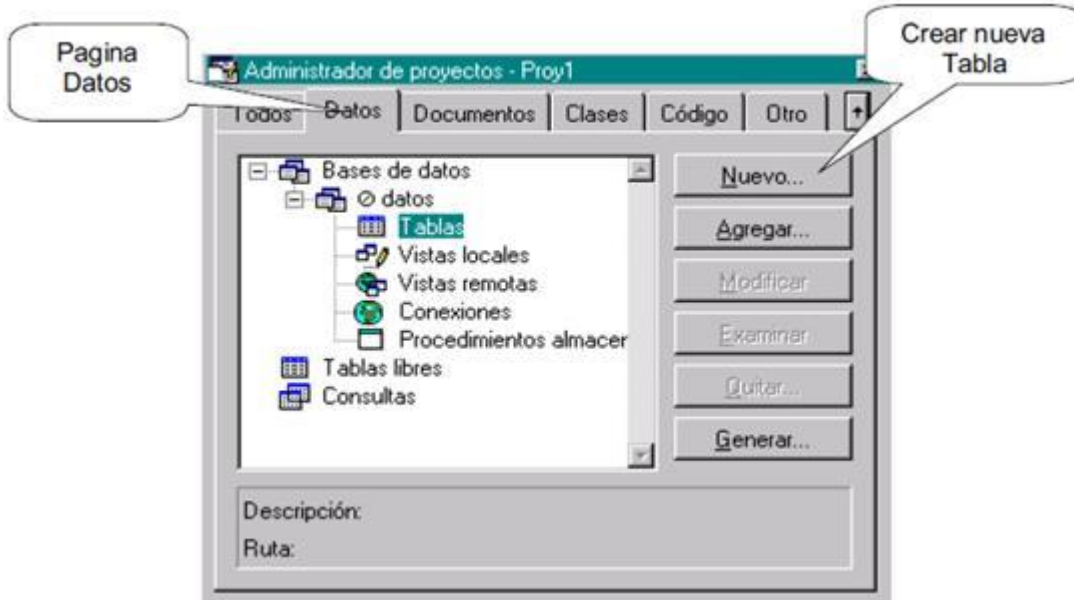 Pagina
Datos
Crear nueva
Tabla
Administrador de proyectos - Proy1
Todos Datos Documentos Clases Código Otro
Bases de datos
datos
Tablas
Vistas locales
Vistas remotas
Conexiones
Procedimientos almacer
Tablas libres
Consultas
Nuevo...
Agregar...
Modificar
Examinar
Quitar...
Generar...
Descripción:
Ruta: